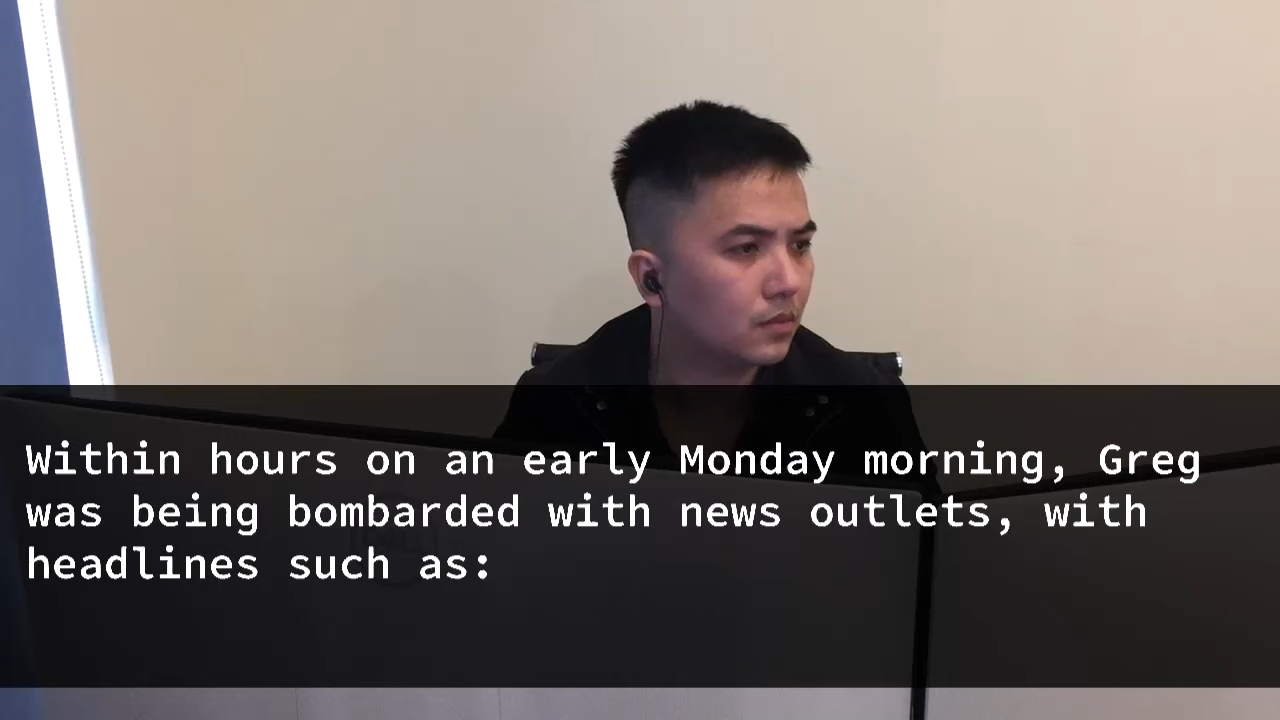 Within hours on an early Monday morning, Greg
was being bombarded with news outlets, with
headlines such as: